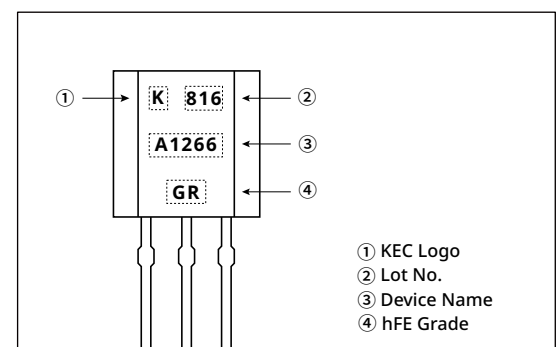 ① K 816 ②
A1266 ③
GR ④
① KEC Logo
② Lot No.
③ Device Name
④ hFE Grade